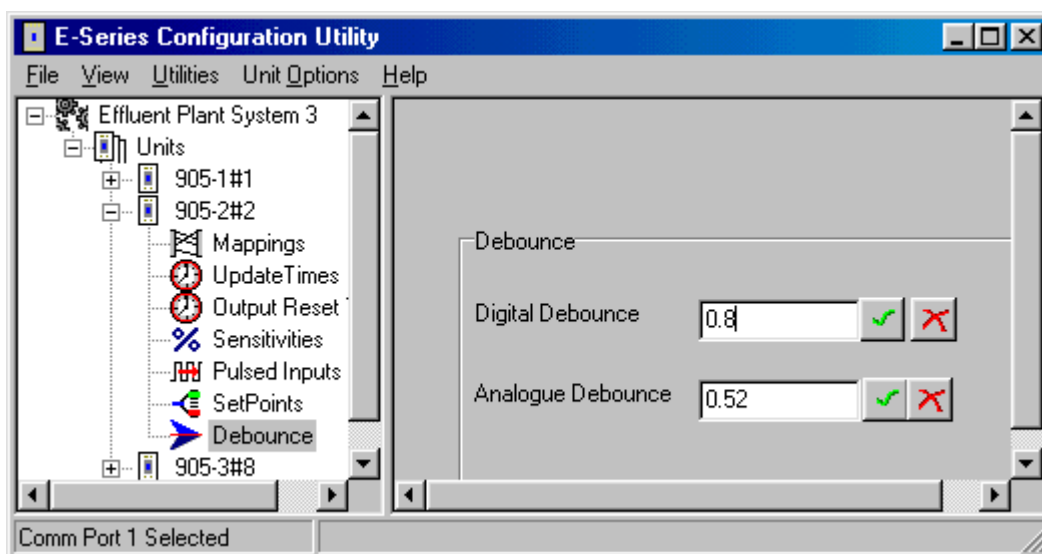 E-Series Configuration Utility
File View Utilities Unit Options Help
Effluent Plant System 3
Units
905-1#1
905-2#2
Mappings
UpdateTimes
Output Reset
Sensitivities
Pulsed Inputs
SetPoints
Debounce
905-3#8
Debounce
Digital Debounce 0.8
Analogue Debounce 0.52
Comm Port 1 Selected